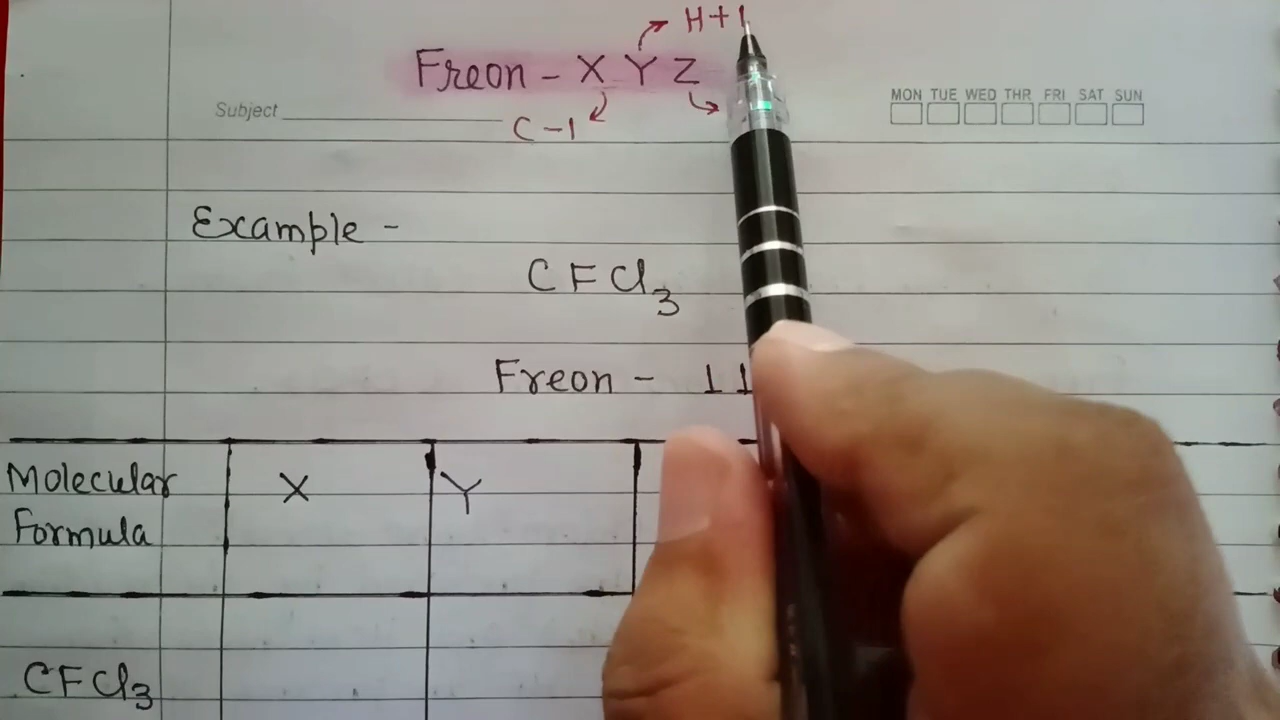 H+1
Freon - X Y Z
MON TUE WED THR FRI SAT SUN
Subject
C-1
Example -
CFCl3
Freon - 11
Molecular X Y
Formula
CFCl3